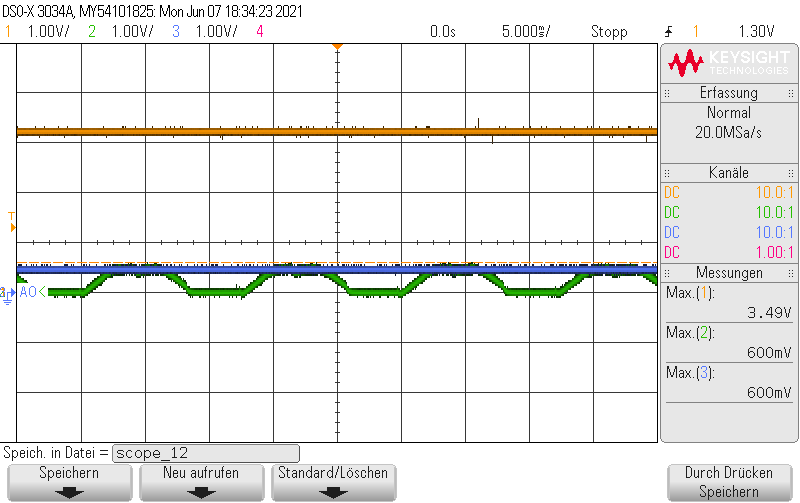 DSO-X 3034A, MY54101825: Mon Jun 07 18:34:23 2021
1 1.00V/ 2 1.00V/ 3 1.00V/ 4 0.0s 5.000°/ Stopp 1 1.30V
KEYSIGHT
TECHNOLOGIES
Erfassung
Normal
20.0MSa/s
Kanäle
DC 10.0:1
DC 10.0:1
DC 10.0:1
DC 1.00:1
Messungen
Max.(1):
3.49V
Max.(2):
600mV
Max.(3):
600mV
T
A0
Speich. in Datei = scope_12
Speichern
Neu aufrufen
Standard/Löschen
Durch Drücken
Speichern